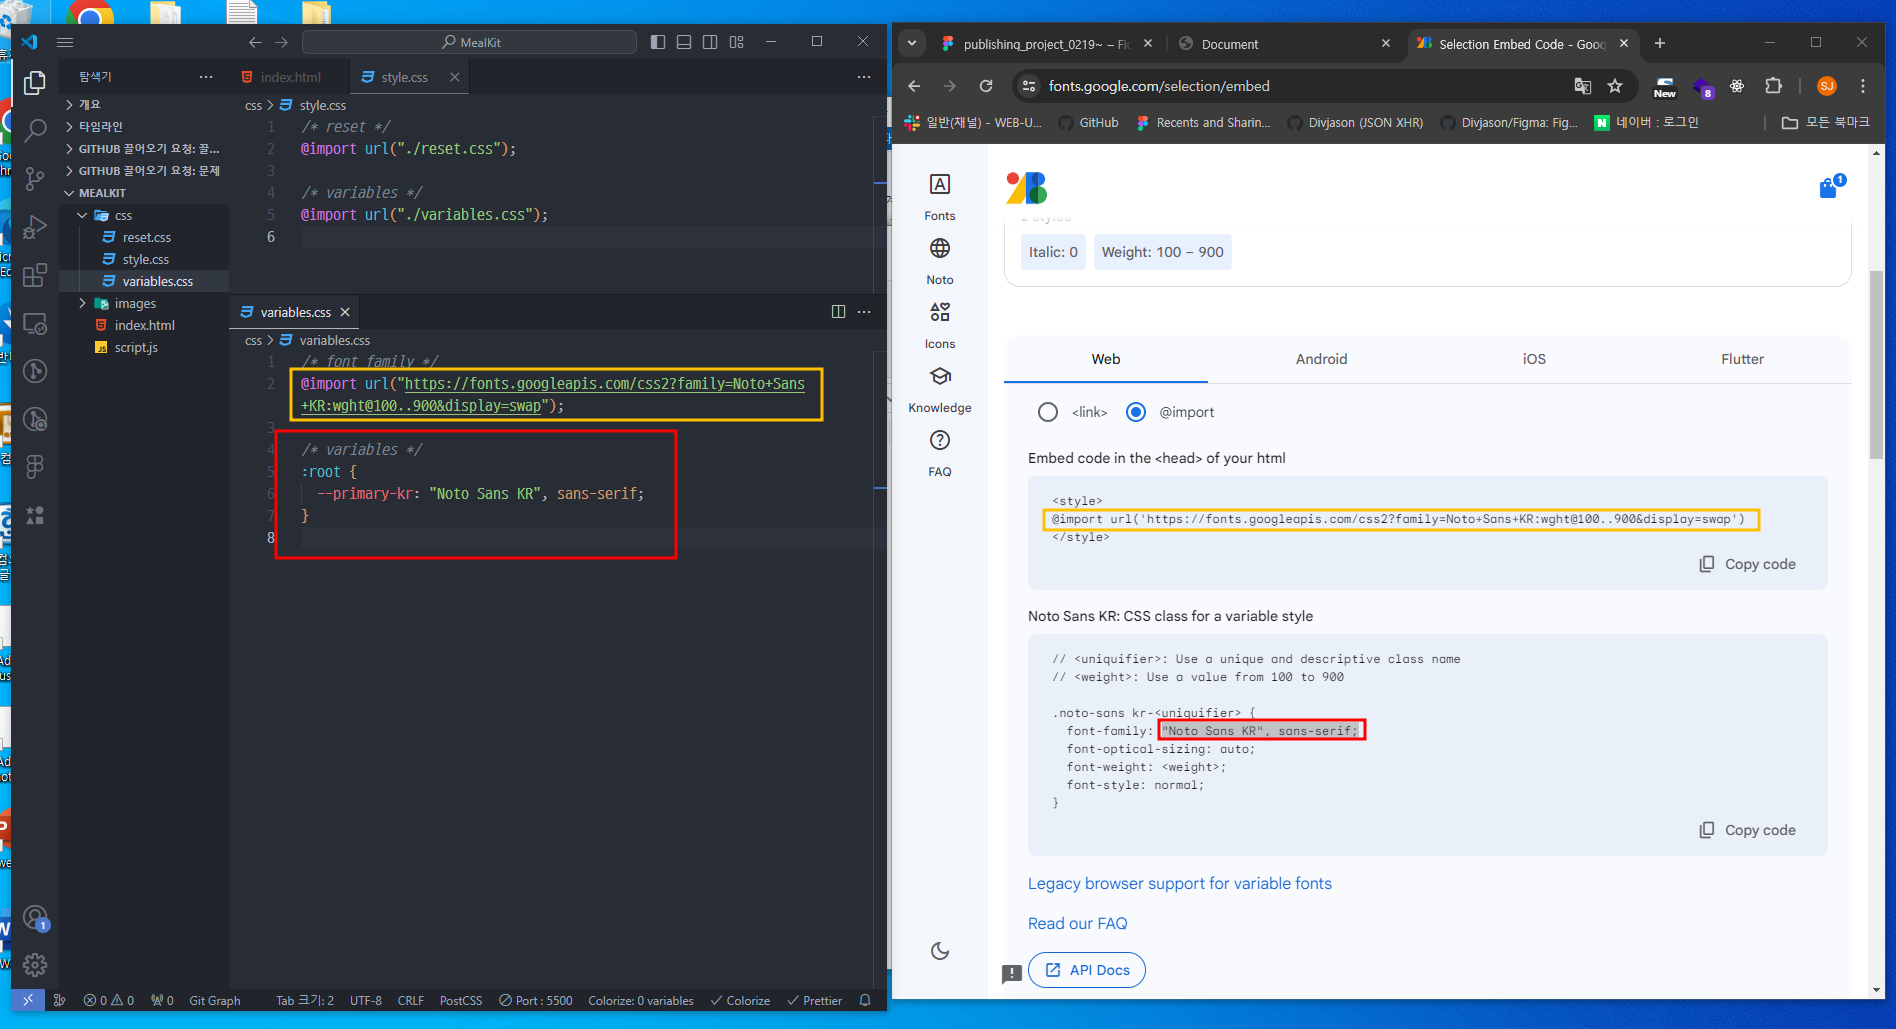 MealKit
탐색기
index.html
style.css
개요
타임라인
GITHUB 끌어오기 요청: 끌...
GITHUB 끌어오기 요청: 문제
MEALKIT
css
reset.css
style.css
variables.css
images
index.html
script.js
css > style.css
1 /* reset */
2 @import url("./reset.css");
3
4 /* variables */
5 @import url("./variables.css");
6
variables.css
css > variables.css
1 /* font family */
2 @import url("https://fonts.googleapis.com/css2?family=Noto+Sans
+KR:wght@100..900&display=swap");
3
4 /* variables */
5 :root {
6 --primary-kr: "Noto Sans KR", sans-serif;
7 }
8
1
0 0 0 Git Graph Tab 크기: 2 UTF-8 CRLF PostCSS Port : 5500 Colorize: 0 variables Colorize Prettier
publishing_project_0219~ – Fi
Document
Selection Embed Code - Goo
fonts.google.com/selection/embed
New
8
SJ
일반(채널) - WEB-U...
GitHub
Recents and Sharin...
Divjason (JSON XHR)
Divjason/Figma: Fig...
네이버 : 로그인
모든 북마크
Fonts
Noto
Icons
Knowledge
FAQ
1
2 styles
Italic: 0
Weight: 100 – 900
Web Android iOS Flutter
<link> @import
Embed code in the <head> of your html
<style>
@import url('https://fonts.googleapis.com/css2?family=Noto+Sans+KR:wght@100..900&display=swap')
</style>
Copy code
Noto Sans KR: CSS class for a variable style
// <uniquifier>: Use a unique and descriptive class name
// <weight>: Use a value from 100 to 900
.noto-sans kr-<uniquifier> {
font-family: "Noto Sans KR", sans-serif;
font-optical-sizing: auto;
font-weight: <weight>;
font-style: normal;
}
Copy code
Legacy browser support for variable fonts
Read our FAQ
API Docs